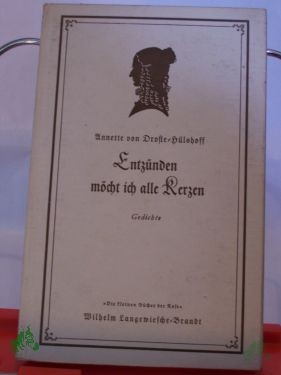 Annette von Droste-Hülshoff
Entzünden
möcht ich alle Kerzen
Gedichte
»Die kleinen Bücher der Rose«
Wilhelm Langewiesche-Brandt